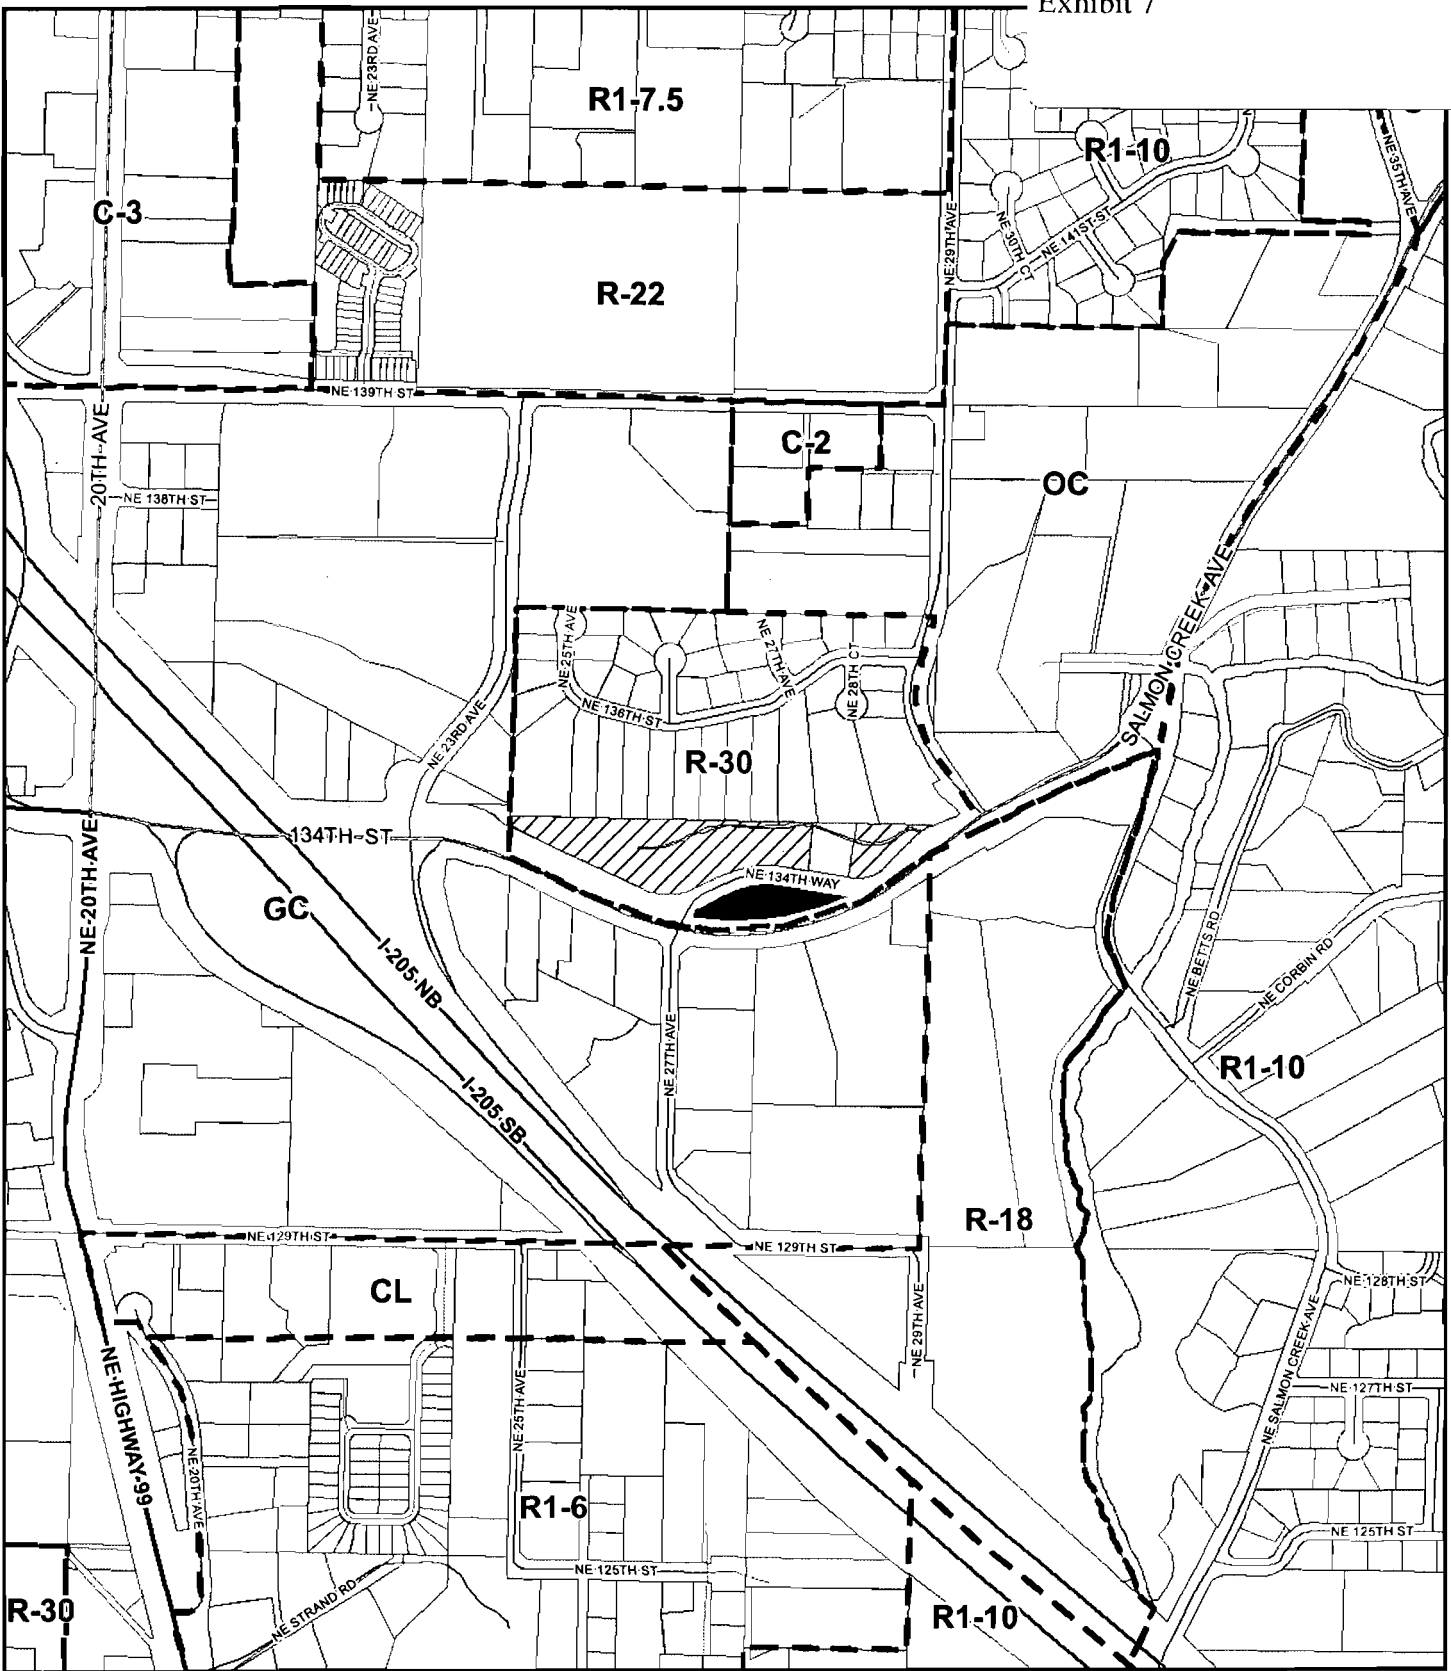 Exhibit 7
NE 23RD AVE
R1-7.5
R1-10
NE 35TH AVE
C-3
NE 29TH AVE
NE 30TH CT
NE 141ST ST
R-22
NE 139TH ST
20TH AVE
C-2
OC
NE 138TH ST
SALMON CREEK AVE
NE 25TH AVE
NE 27TH AVE
NE 28TH CT
NE 136TH ST
NE 23RD AVE
R-30
134TH ST
NE 134TH WAY
NE 20TH AVE
GC
I-205 NB
NE BETTS RD
NE CORBIN RD
NE 27TH AVE
R1-10
I-205 SB
R-18
NE 129TH ST
NE 129TH ST
CL
NE 128TH ST
NE 29TH AVE
NE SALMON CREEK AVE
NE HIGHWAY 99
NE 25TH AVE
NE 127TH ST
NE 20TH AVE
R1-6
NE 125TH ST
NE 125TH ST
R-30
NE STRAND RD
R1-10